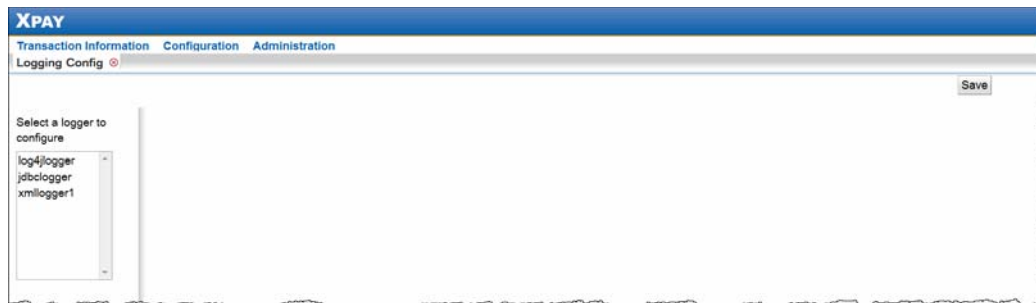 XPAY
Transaction Information Configuration Administration
Logging Config
Save
Select a logger to
configure
log4jlogger
jdbclogger
xmllogger1